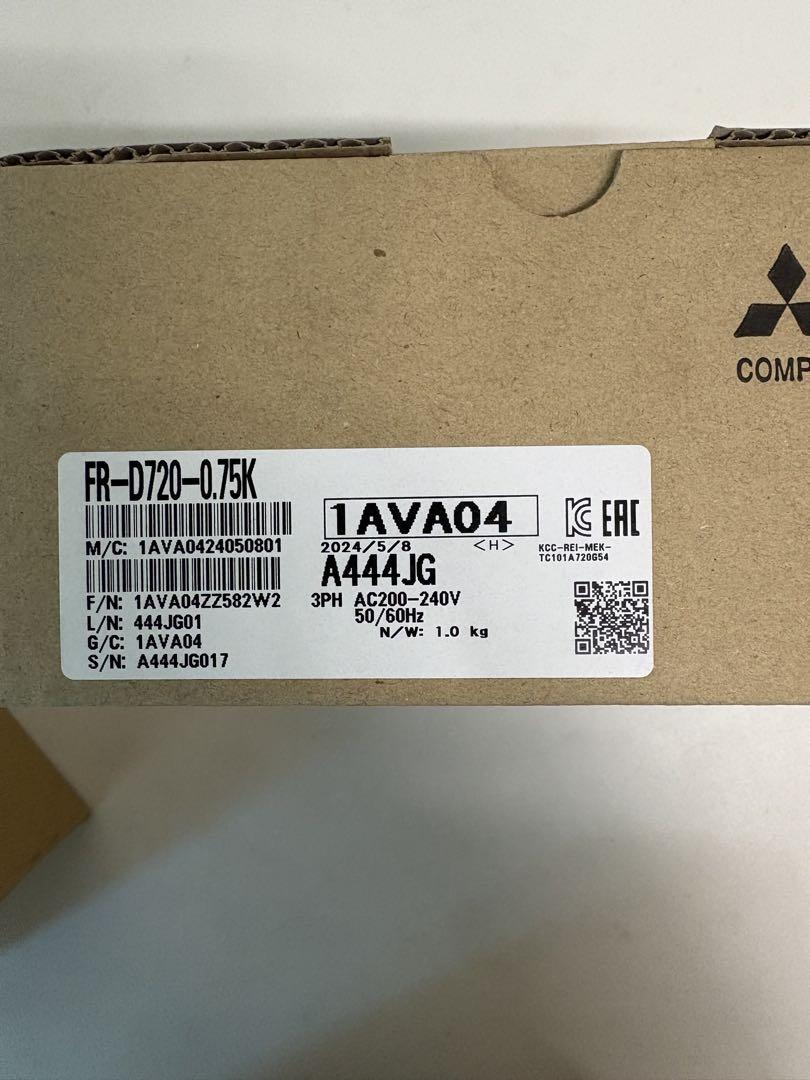 COMP
FR-D720-0.75K
M/C: 1AVA0424050801
F/N: 1AVA04ZZ582W2
L/N: 444JG01
G/C: 1AVA04
S/N: A444JG017
1AVA04
2024/5/8 <H>
A444JG
3PH AC200-240V
50/60Hz
N/W: 1.0 kg
EAC
KCC-REI-MEK-
TC101A720G54